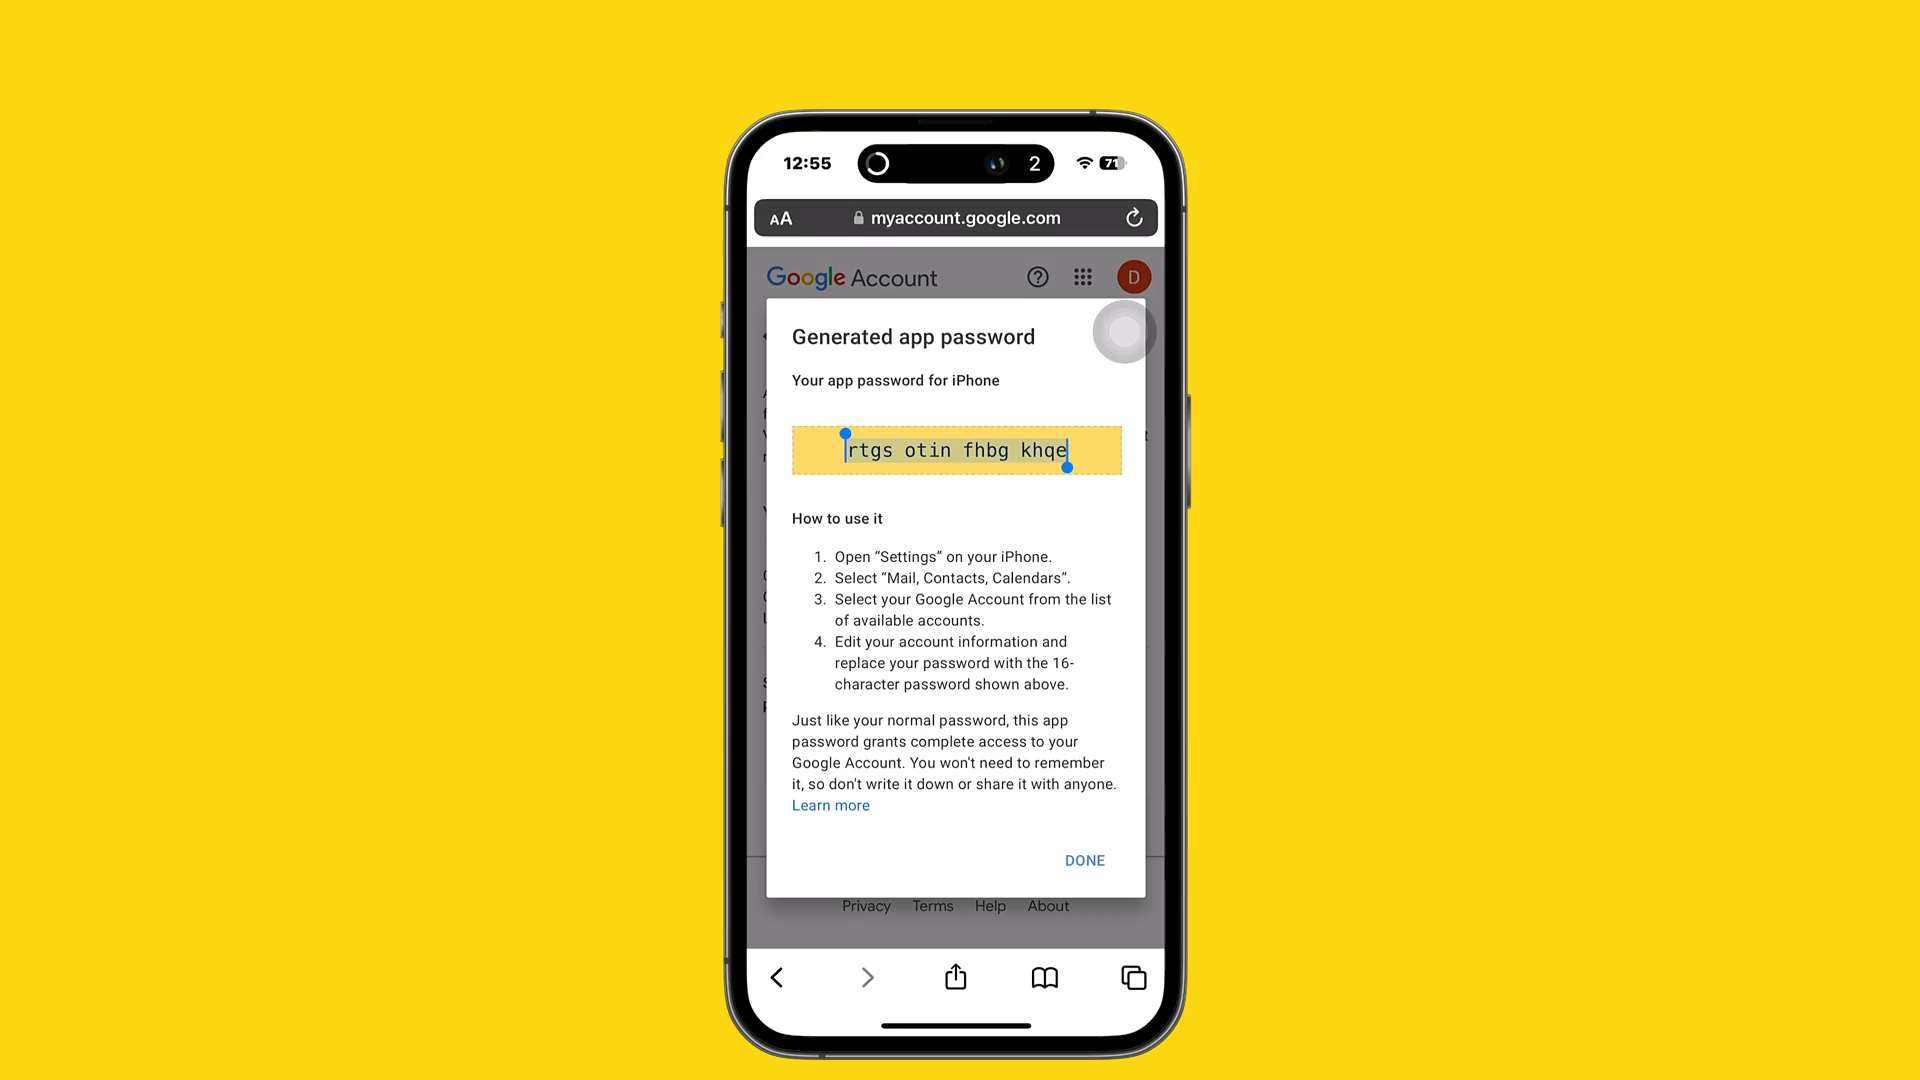 12:55
2
71
AA
myaccount.google.com
Google Account
D
Generated app password
Your app password for iPhone
rtgs otin fhbg khqe
How to use it
1. Open “Settings” on your iPhone.
2. Select “Mail, Contacts, Calendars”.
3. Select your Google Account from the list
of available accounts.
4. Edit your account information and
replace your password with the 16-
character password shown above.
Just like your normal password, this app
password grants complete access to your
Google Account. You won't need to remember
it, so don't write it down or share it with anyone.
Learn more
DONE
Privacy Terms Help About